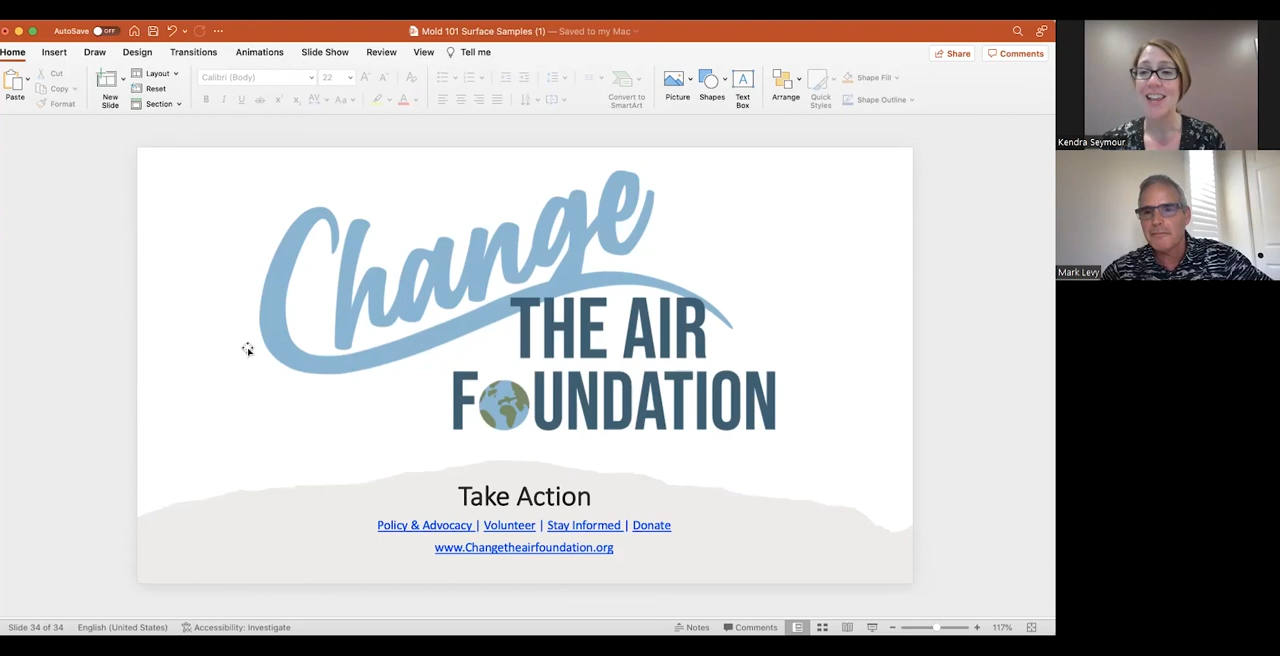 AutoSave OFF
Mold 101 Surface Samples (1) — Saved to my Mac
Home Insert Draw Design Transitions Animations Slide Show Review View Tell me
Share Comments
Paste
Cut
Copy
Format
New Slide
Layout
Reset
Section
Calibri (Body) 22
Convert to SmartArt
Picture
Shapes
Text Box
Arrange
Quick Styles
Shape Fill
Shape Outline
Change
THE AIR
FOUNDATION
Take Action
Policy & Advocacy | Volunteer | Stay Informed | Donate
www.Changetheairfoundation.org
Slide 34 of 34 English (United States) Accessibility: Investigate
Notes Comments 117%
Kendra Seymour
Mark Levy